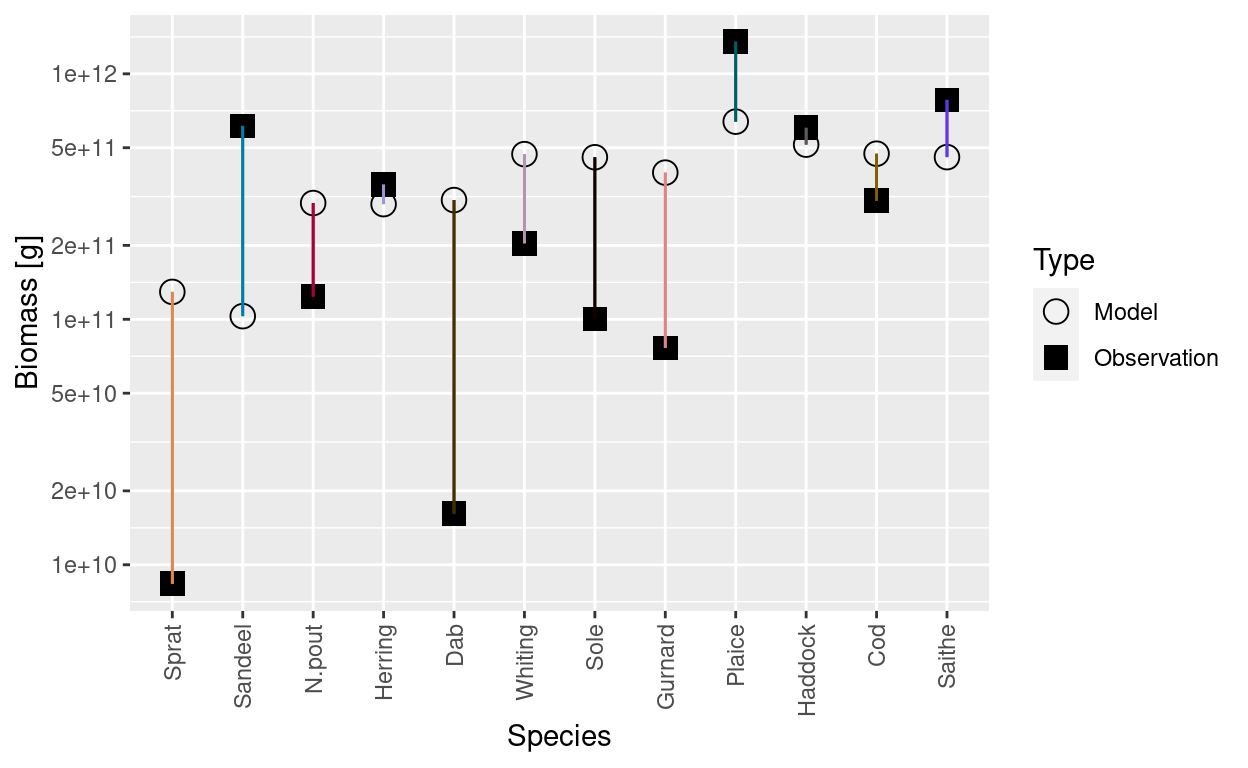 1e+12
5e+11
2e+11
1e+11
5e+10
2e+10
1e+10
Biomass [g]
Sprat
Sandeel
N.pout
Herring
Dab
Whiting
Sole
Gurnard
Plaice
Haddock
Cod
Saithe
Species
Type
Model
Observation